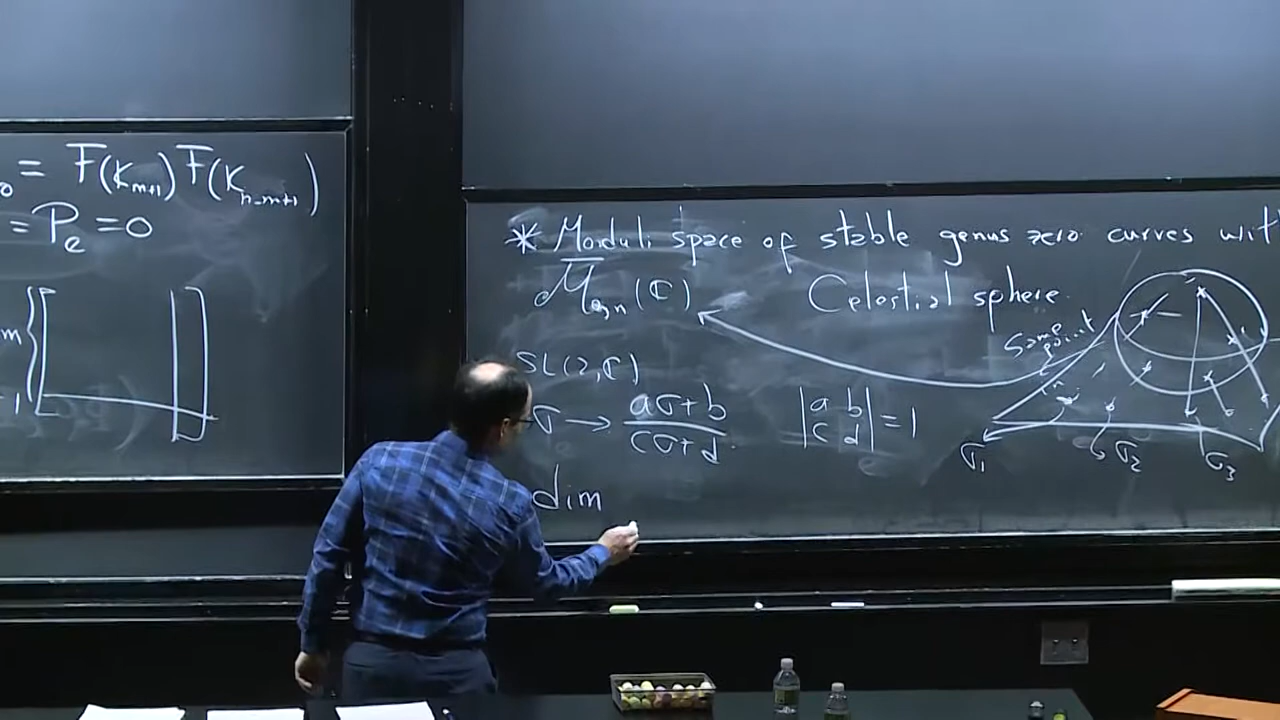 = F(K_{m+1}) F(K_{n-m+1})
= P_e = 0
m
* Moduli space of stable genus zero curves wit
M̅_{0,n}(ℂ)
Celestial sphere.
Same point
SL(2,ℂ)
σ → (aσ+b)/(cσ+d)
|a b; c d| = 1
σ_1 σ_2 σ_3
dim